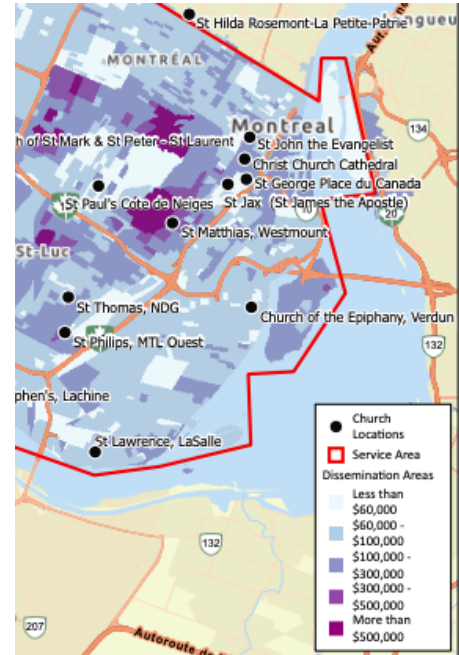 St Hilda Rosemont-La Petite-Patrie
Longueu
Aut
MONTRÉAL
134
Montreal
h of St Mark & St Peter - St Laurent
St John the Evangelist
Christ Church Cathedral
St George Place du Canada
St Paul's Cote de Neiges
St Jax (St James the Apostle)
10
20
St Matthias, Westmount
St-Luc
St Thomas, NDG
Church of the Epiphany, Verdun
St Philips, MTL Ouest
132
phen's, Lachine
St Lawrence, LaSalle
Church
Locations
Service Area
Dissemination Areas
Less than
$60,000
$60,000 -
$100,000
$100,000 -
$300,000
$300,000 -
$500,000
More than
$500,000
132
207
Autoroute de